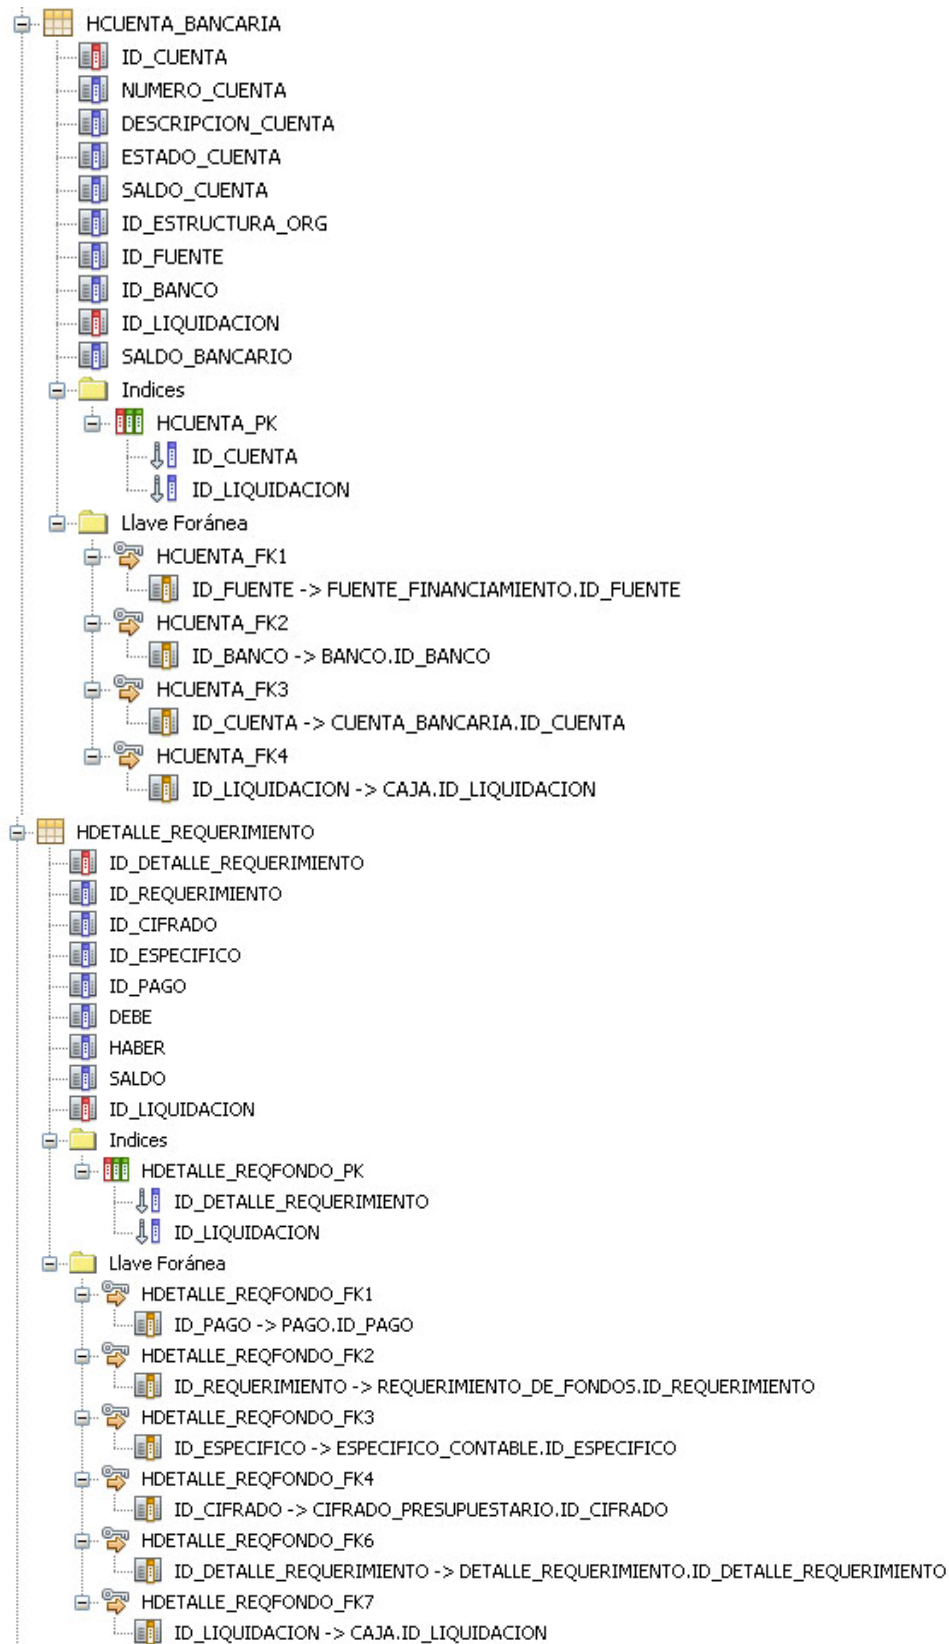 HCUENTA_BANCARIA
ID_CUENTA
NUMERO_CUENTA
DESCRIPCION_CUENTA
ESTADO_CUENTA
SALDO_CUENTA
ID_ESTRUCTURA_ORG
ID_FUENTE
ID_BANCO
ID_LIQUIDACION
SALDO_BANCARIO
Indices
HCUENTA_PK
ID_CUENTA
ID_LIQUIDACION
Llave Foránea
HCUENTA_FK1
ID_FUENTE -> FUENTE_FINANCIAMIENTO.ID_FUENTE
HCUENTA_FK2
ID_BANCO -> BANCO.ID_BANCO
HCUENTA_FK3
ID_CUENTA -> CUENTA_BANCARIA.ID_CUENTA
HCUENTA_FK4
ID_LIQUIDACION -> CAJA.ID_LIQUIDACION
HDETALLE_REQUERIMIENTO
ID_DETALLE_REQUERIMIENTO
ID_REQUERIMIENTO
ID_CIFRADO
ID_ESPECIFICO
ID_PAGO
DEBE
HABER
SALDO
ID_LIQUIDACION
Indices
HDETALLE_REQFONDO_PK
ID_DETALLE_REQUERIMIENTO
ID_LIQUIDACION
Llave Foránea
HDETALLE_REQFONDO_FK1
ID_PAGO -> PAGO.ID_PAGO
HDETALLE_REQFONDO_FK2
ID_REQUERIMIENTO -> REQUERIMIENTO_DE_FONDOS.ID_REQUERIMIENTO
HDETALLE_REQFONDO_FK3
ID_ESPECIFICO -> ESPECIFICO_CONTABLE.ID_ESPECIFICO
HDETALLE_REQFONDO_FK4
ID_CIFRADO -> CIFRADO_PRESUPUESTARIO.ID_CIFRADO
HDETALLE_REQFONDO_FK6
ID_DETALLE_REQUERIMIENTO -> DETALLE_REQUERIMIENTO.ID_DETALLE_REQUERIMIENTO
HDETALLE_REQFONDO_FK7
ID_LIQUIDACION -> CAJA.ID_LIQUIDACION